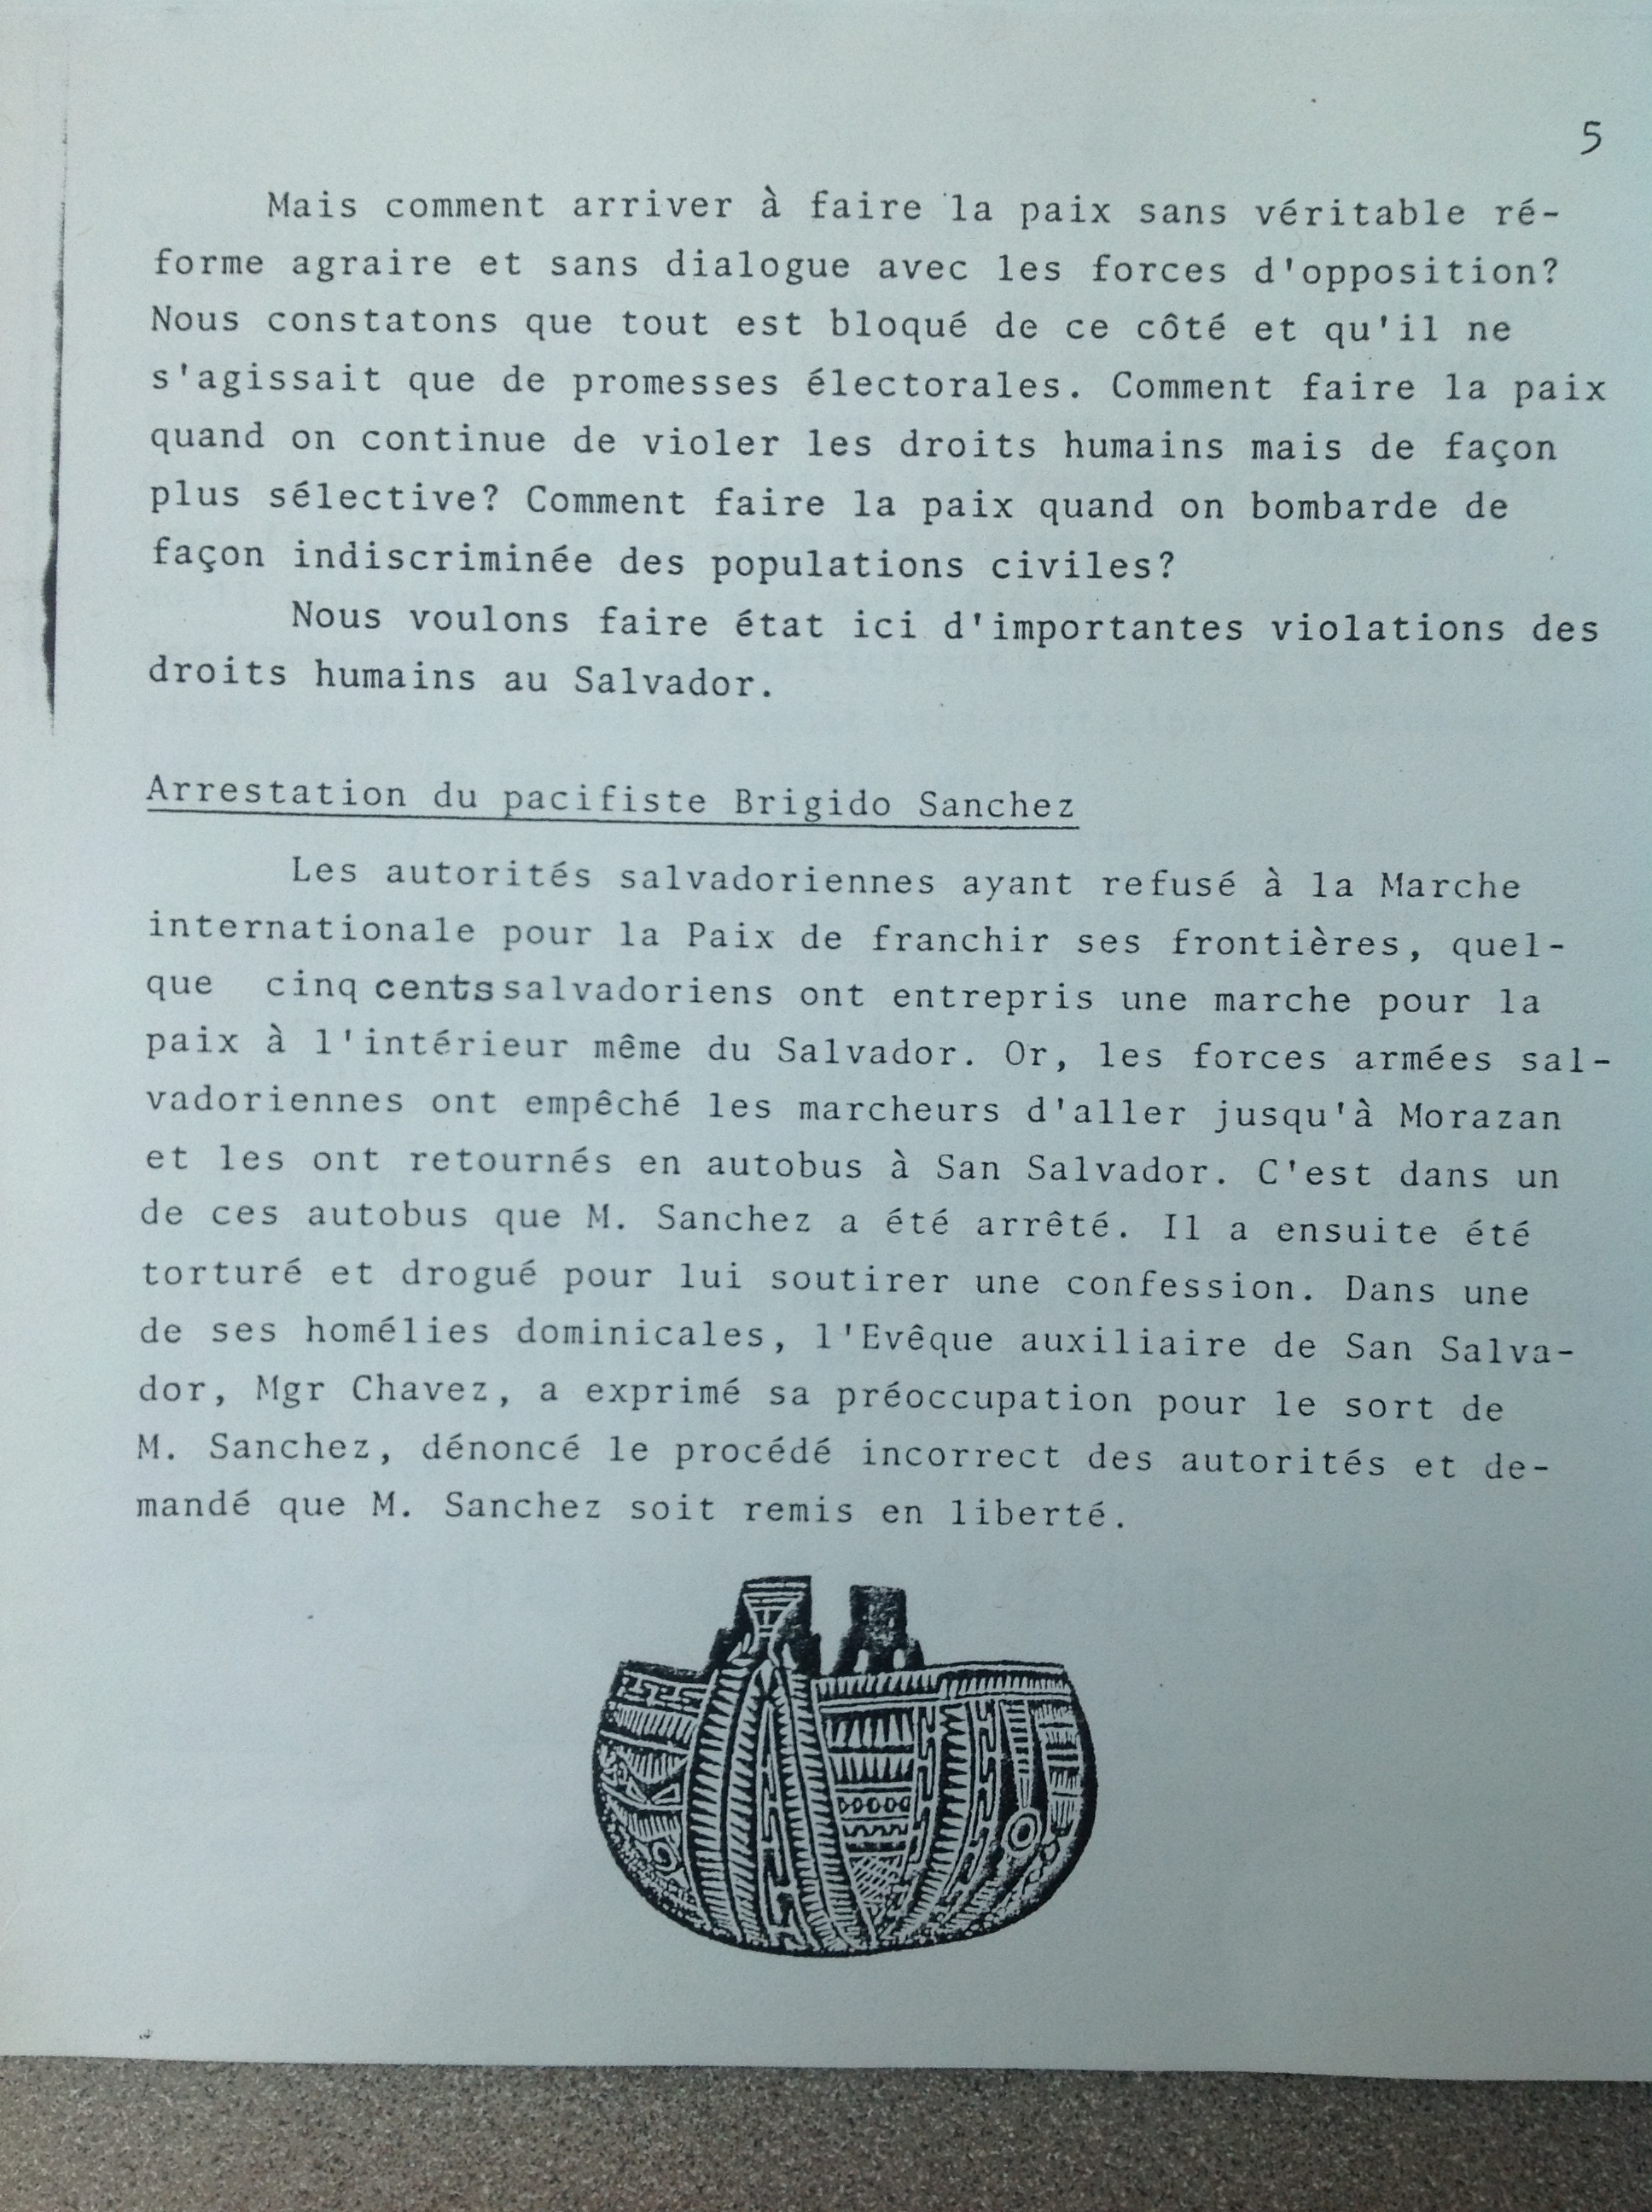 5
Mais comment arriver à faire la paix sans véritable ré-
forme agraire et sans dialogue avec les forces d'opposition?
Nous constatons que tout est bloqué de ce côté et qu'il ne
s'agissait que de promesses électorales. Comment faire la paix
quand on continue de violer les droits humains mais de façon
plus sélective? Comment faire la paix quand on bombarde de
façon indiscriminée des populations civiles?
Nous voulons faire état ici d'importantes violations des
droits humains au Salvador.
Arrestation du pacifiste Brigido Sanchez
Les autorités salvadoriennes ayant refusé à la Marche
internationale pour la Paix de franchir ses frontières, quel-
que cinq cents salvadoriens ont entrepris une marche pour la
paix à l'intérieur même du Salvador. Or, les forces armées sal-
vadoriennes ont empêché les marcheurs d'aller jusqu'à Morazan
et les ont retournés en autobus à San Salvador. C'est dans un
de ces autobus que M. Sanchez a été arrêté. Il a ensuite été
torturé et drogué pour lui soutirer une confession. Dans une
de ses homélies dominicales, l'Evêque auxiliaire de San Salva-
dor, Mgr Chavez, a exprimé sa préoccupation pour le sort de
M. Sanchez, dénoncé le procédé incorrect des autorités et de-
mandé que M. Sanchez soit remis en liberté.